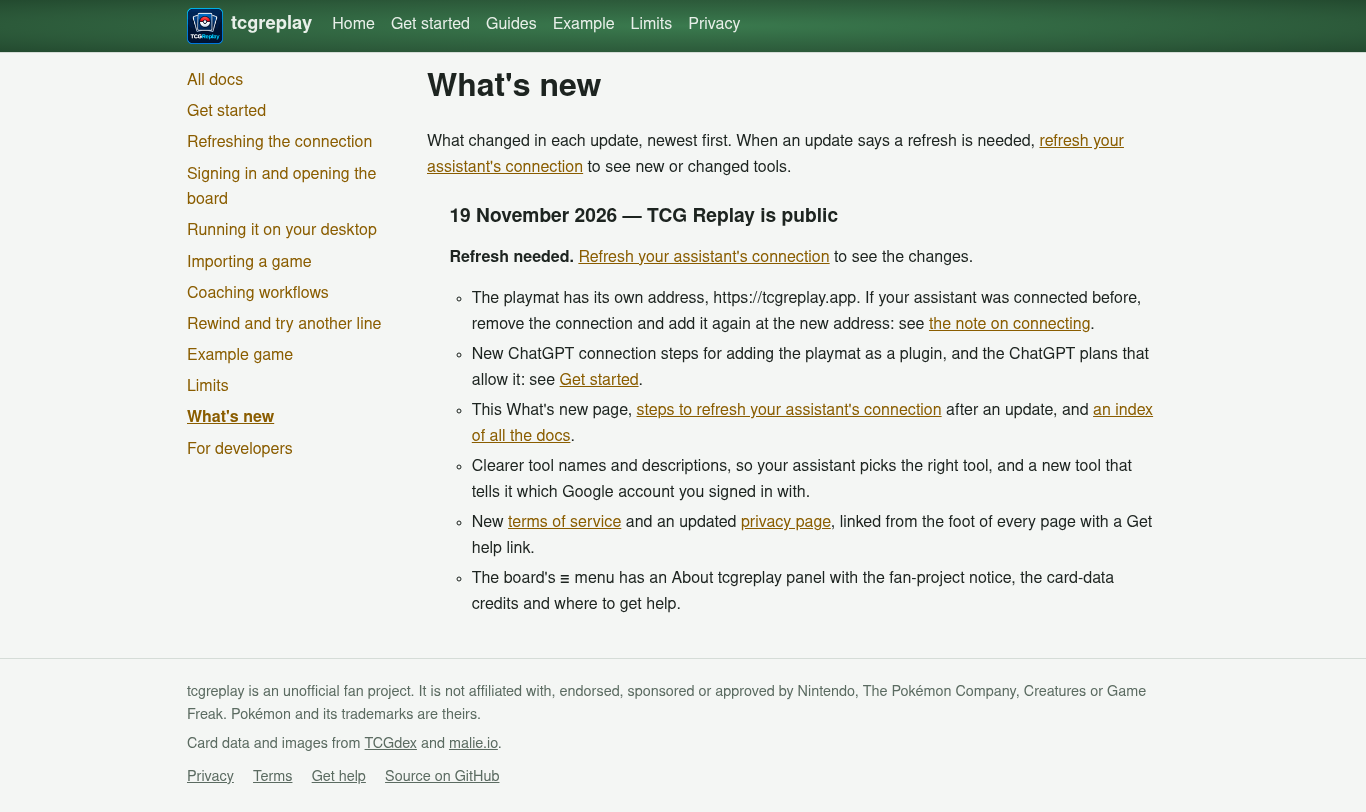 TCGReplay
tcgreplay
Home
Get started
Guides
Example
Limits
Privacy
All docs
Get started
Refreshing the connection
Signing in and opening the
board
Running it on your desktop
Importing a game
Coaching workflows
Rewind and try another line
Example game
Limits
What's new
For developers
What's new
What changed in each update, newest first. When an update says a refresh is needed, refresh your
assistant's connection to see new or changed tools.
19 November 2026 — TCG Replay is public
Refresh needed. Refresh your assistant's connection to see the changes.
The playmat has its own address, https://tcgreplay.app. If your assistant was connected before,
remove the connection and add it again at the new address: see the note on connecting.
New ChatGPT connection steps for adding the playmat as a plugin, and the ChatGPT plans that
allow it: see Get started.
This What's new page, steps to refresh your assistant's connection after an update, and an index
of all the docs.
Clearer tool names and descriptions, so your assistant picks the right tool, and a new tool that
tells it which Google account you signed in with.
New terms of service and an updated privacy page, linked from the foot of every page with a Get
help link.
The board's ≡ menu has an About tcgreplay panel with the fan-project notice, the card-data
credits and where to get help.
tcgreplay is an unofficial fan project. It is not affiliated with, endorsed, sponsored or approved by Nintendo, The Pokémon Company, Creatures or Game
Freak. Pokémon and its trademarks are theirs.
Card data and images from TCGdex and malie.io.
Privacy
Terms
Get help
Source on GitHub